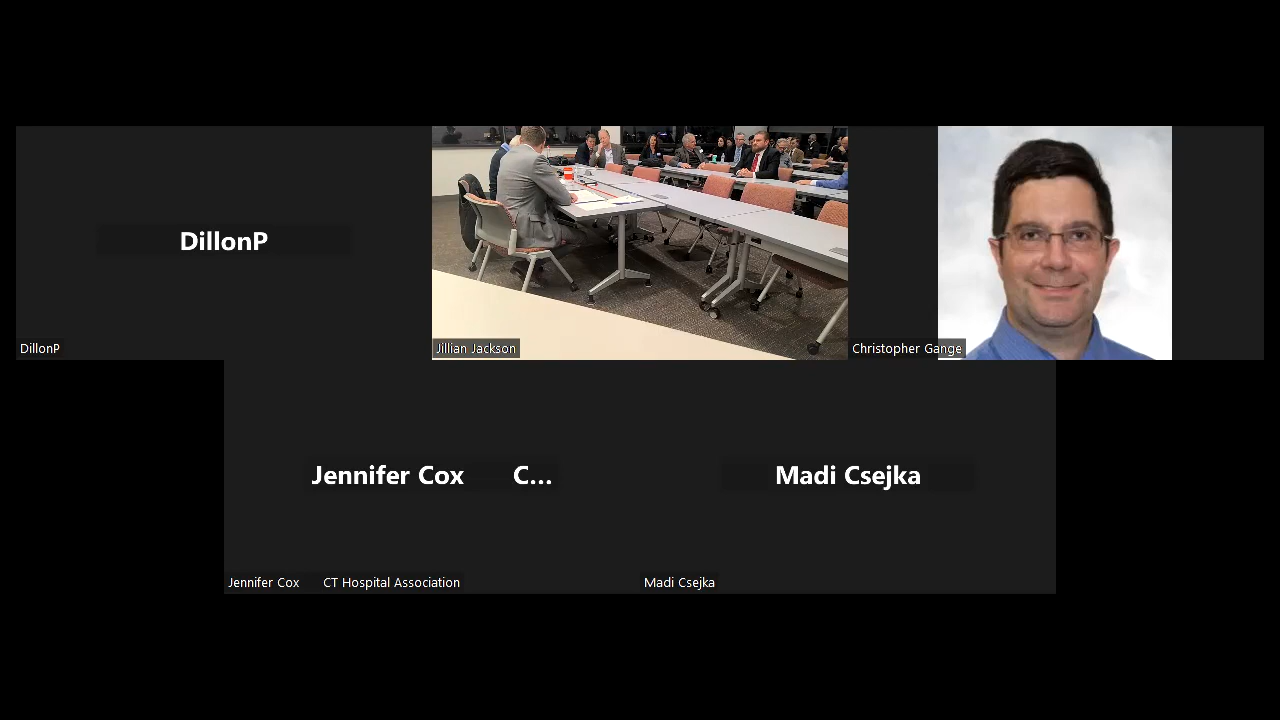 DillonP
DillonP
Jillian Jackson
Christopher Gange
Jennifer Cox C...
Madi Csejka
Jennifer Cox CT Hospital Association
Madi Csejka